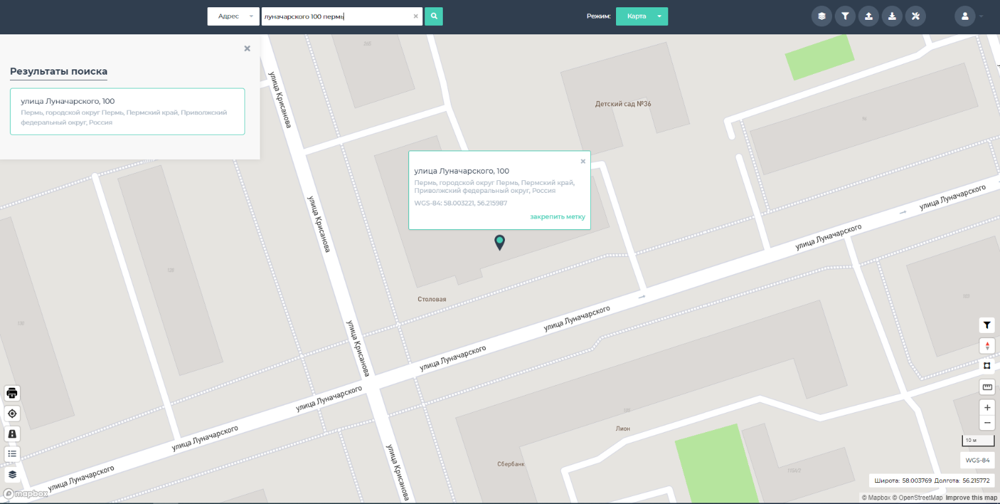 Адрес
луначарского 100 пермь
Режим:
Карта
Результаты поиска
улица Луначарского, 100
Пермь, городской округ Пермь, Пермский край, Приволжский
федеральный округ, Россия
улица Крисанова
Детский сад №36
улица Луначарского, 100
Пермь, городской округ Пермь, Пермский край,
Приволжский федеральный округ, Россия
WGS-84: 58.003221, 56.215987
закрепить метку
улица Луначарского
улица Крисанова
улица Луначарского
Столовая
улица Луначарского
улица Крисанова
улица Луначарского
улица Луначарского
улица Луначарского
Лион
улица Крисанова
Сбербанк
улица Луначарского
10 м
WGS-84
Широта: 58.003769 Долгота: 56.215772
mapbox
© Mapbox © OpenStreetMap Improve this map